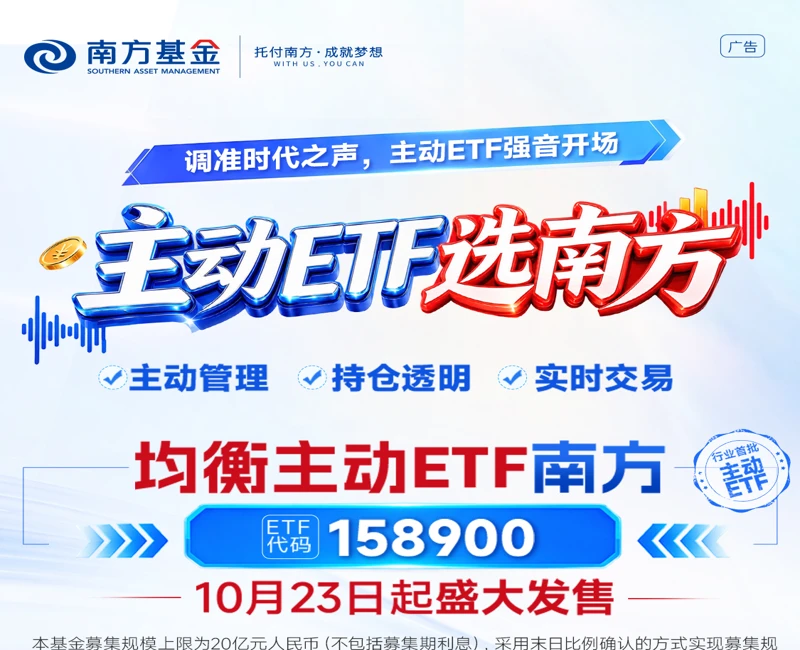 南方基金
SOUTHERN ASSET MANAGEMENT
托付南方·成就梦想
WITH US , YOU CAN
广告
调准时代之声，主动ETF强音开场
主动ETF选南方
主动管理 持仓透明 实时交易
均衡主动ETF南方
行业首批
主动
ETF
ETF
代码
158900
10月23日起盛大发售
本基金募集规模上限为20亿元人民币（不包括募集期利息），采用末日比例确认的方式实现募集规